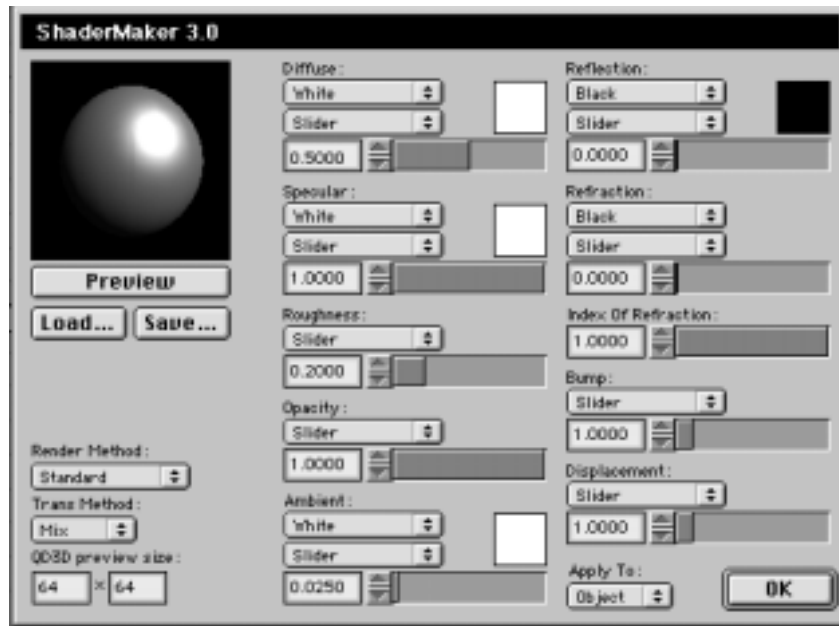 ShaderMaker 3.0
Preview
Load...
Save...
Render Method:
Standard
Trans Method:
Mix
QD3D preview size:
64 × 64
Diffuse:
White
Slider
0.5000
Specular:
White
Slider
1.0000
Roughness:
Slider
0.2000
Opacity:
Slider
1.0000
Ambient:
White
Slider
0.0250
Reflection:
Black
Slider
0.0000
Refraction:
Black
Slider
0.0000
Index Of Refraction:
1.0000
Bump:
Slider
1.0000
Displacement:
Slider
1.0000
Apply To:
Object
OK